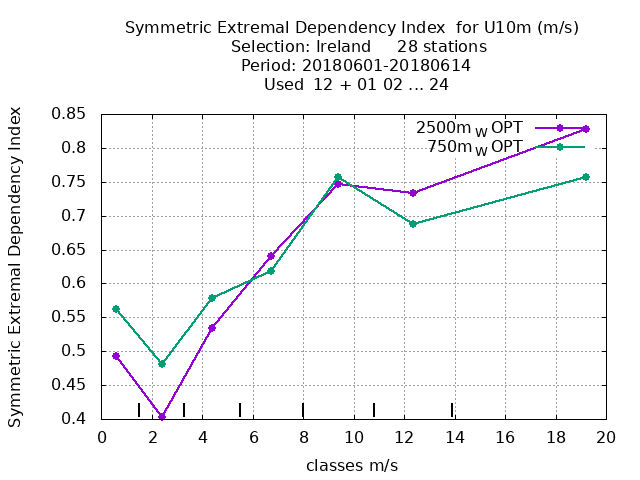 Symmetric Extremal Dependency Index  for U10m (m/s)
Selection: Ireland     28 stations
Period: 20180601-20180614
Used  12 + 01 02 ... 24
Symmetric Extremal Dependency Index
0.85
0.8
0.75
0.7
0.65
0.6
0.55
0.5
0.45
0.4
2500m W OPT
750m W OPT
0 2 4 6 8 10 12 14 16 18 20
classes m/s